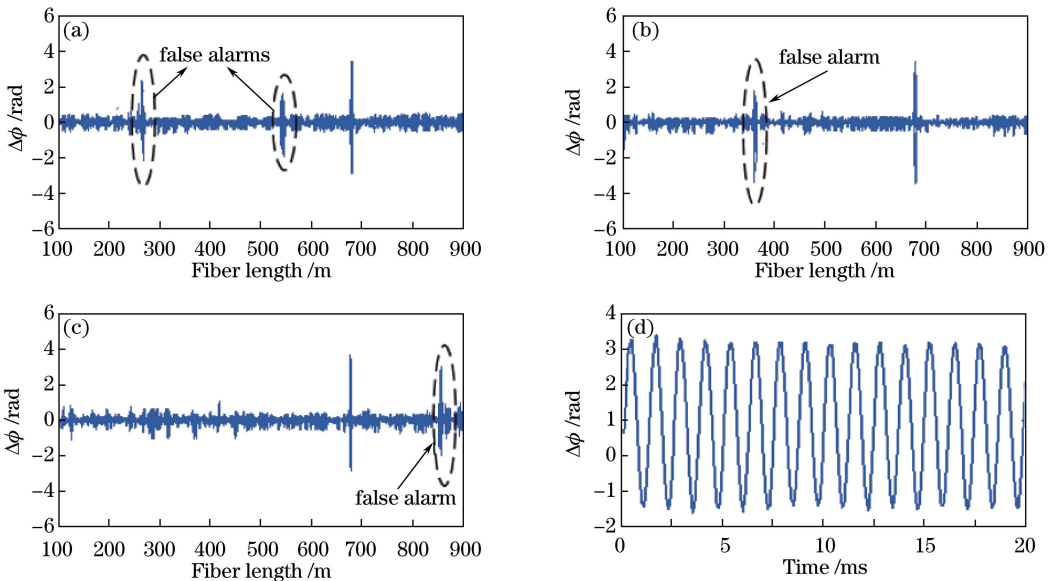 (a)
false alarms
6
4
2
0
−2
−4
−6
Δϕ /rad
100 200 300 400 500 600 700 800 900
Fiber length /m
(b)
false alarm
6
4
2
0
−2
−4
−6
Δϕ /rad
100 200 300 400 500 600 700 800 900
Fiber length /m
(c)
false alarm
6
4
2
0
−2
−4
−6
Δϕ /rad
100 200 300 400 500 600 700 800 900
Fiber length /m
(d)
4
3
2
1
0
−1
−2
Δϕ /rad
0 5 10 15 20
Time /ms